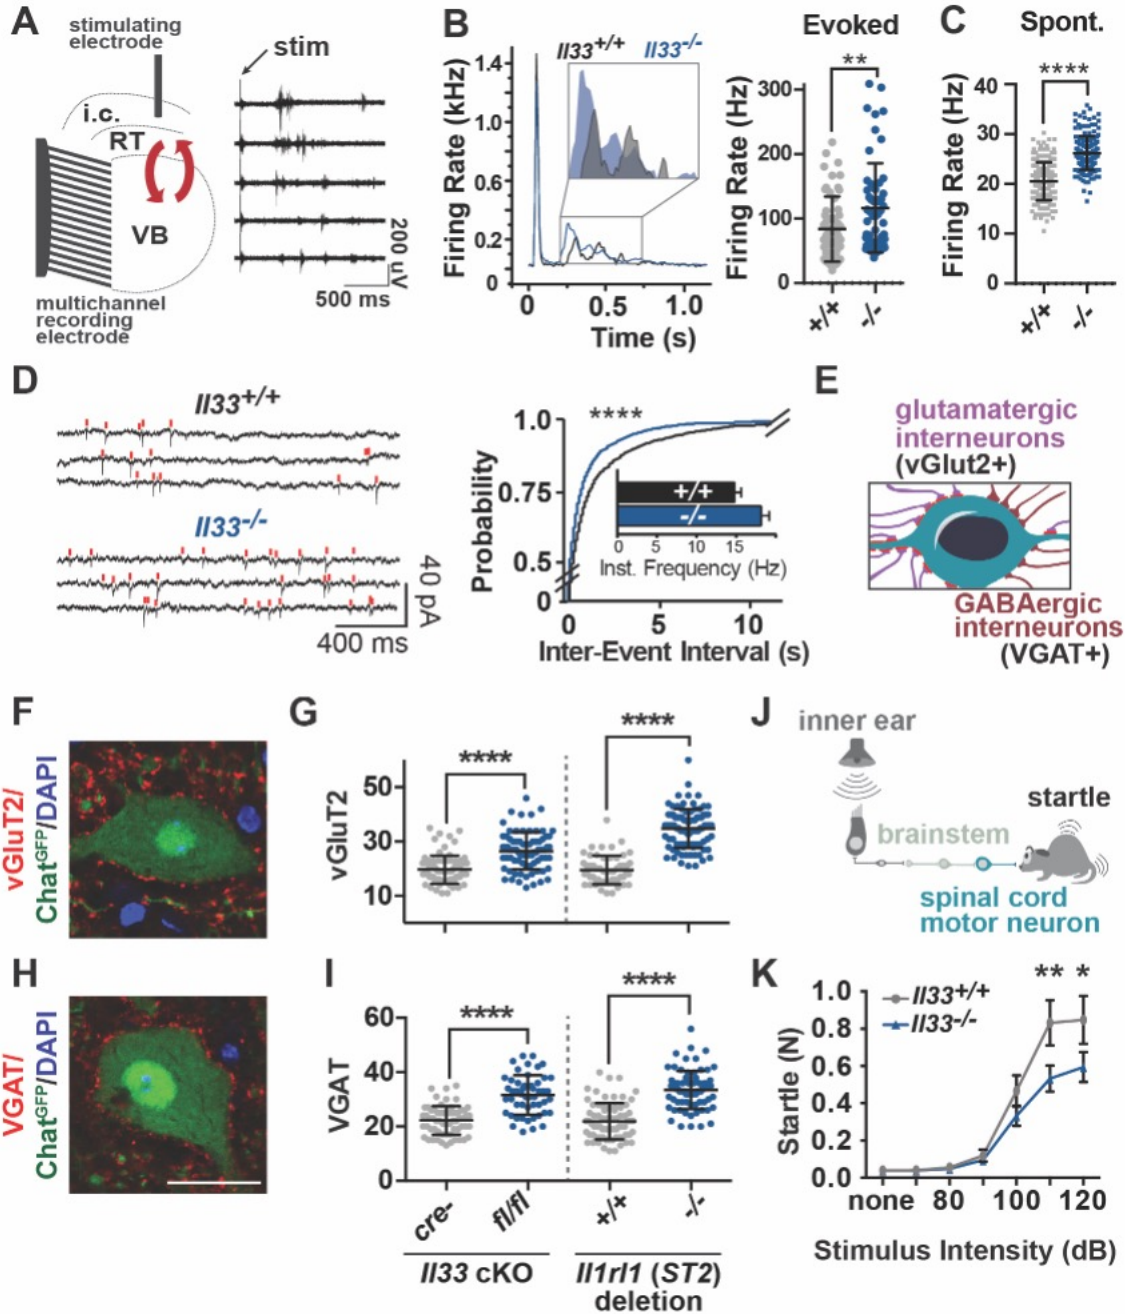 A
stimulating
electrode
stim
i.c.
RT
VB
multichannel
recording
electrode
200 uV
500 ms
B
Il33+/+
Il33-/-
Firing Rate (kHz)
1.4
1.0
0.6
0.2
0
0
0.5
1.0
Time (s)
Evoked
**
Firing Rate (Hz)
300
200
100
0
+/+
-/-
C
Spont.
****
Firing Rate (Hz)
40
30
20
10
0
+/+
-/-
D
Il33+/+
Il33-/-
40 pA
400 ms
Probability
1.0
0.75
0.5
0
****
+/+
-/-
0 5 10 15
Inst. Frequency (Hz)
0 5 10
Inter-Event Interval (s)
E
glutamatergic
interneurons
(vGlut2+)
GABAergic
interneurons
(VGAT+)
F
vGluT2/
ChatGFP/DAPI
G
vGluT2
50
30
10
****
****
H
VGAT/
ChatGFP/DAPI
I
VGAT
60
40
20
0
****
****
cre-
fl/fl
+/+
-/-
Il33 cKO
Il1rl1 (ST2)
deletion
J
inner ear
startle
brainstem
spinal cord
motor neuron
K
** *
Il33+/+
Il33-/-
Startle (N)
1.0
0.8
0.6
0.4
0.2
0.0
none 80 100 120
Stimulus Intensity (dB)